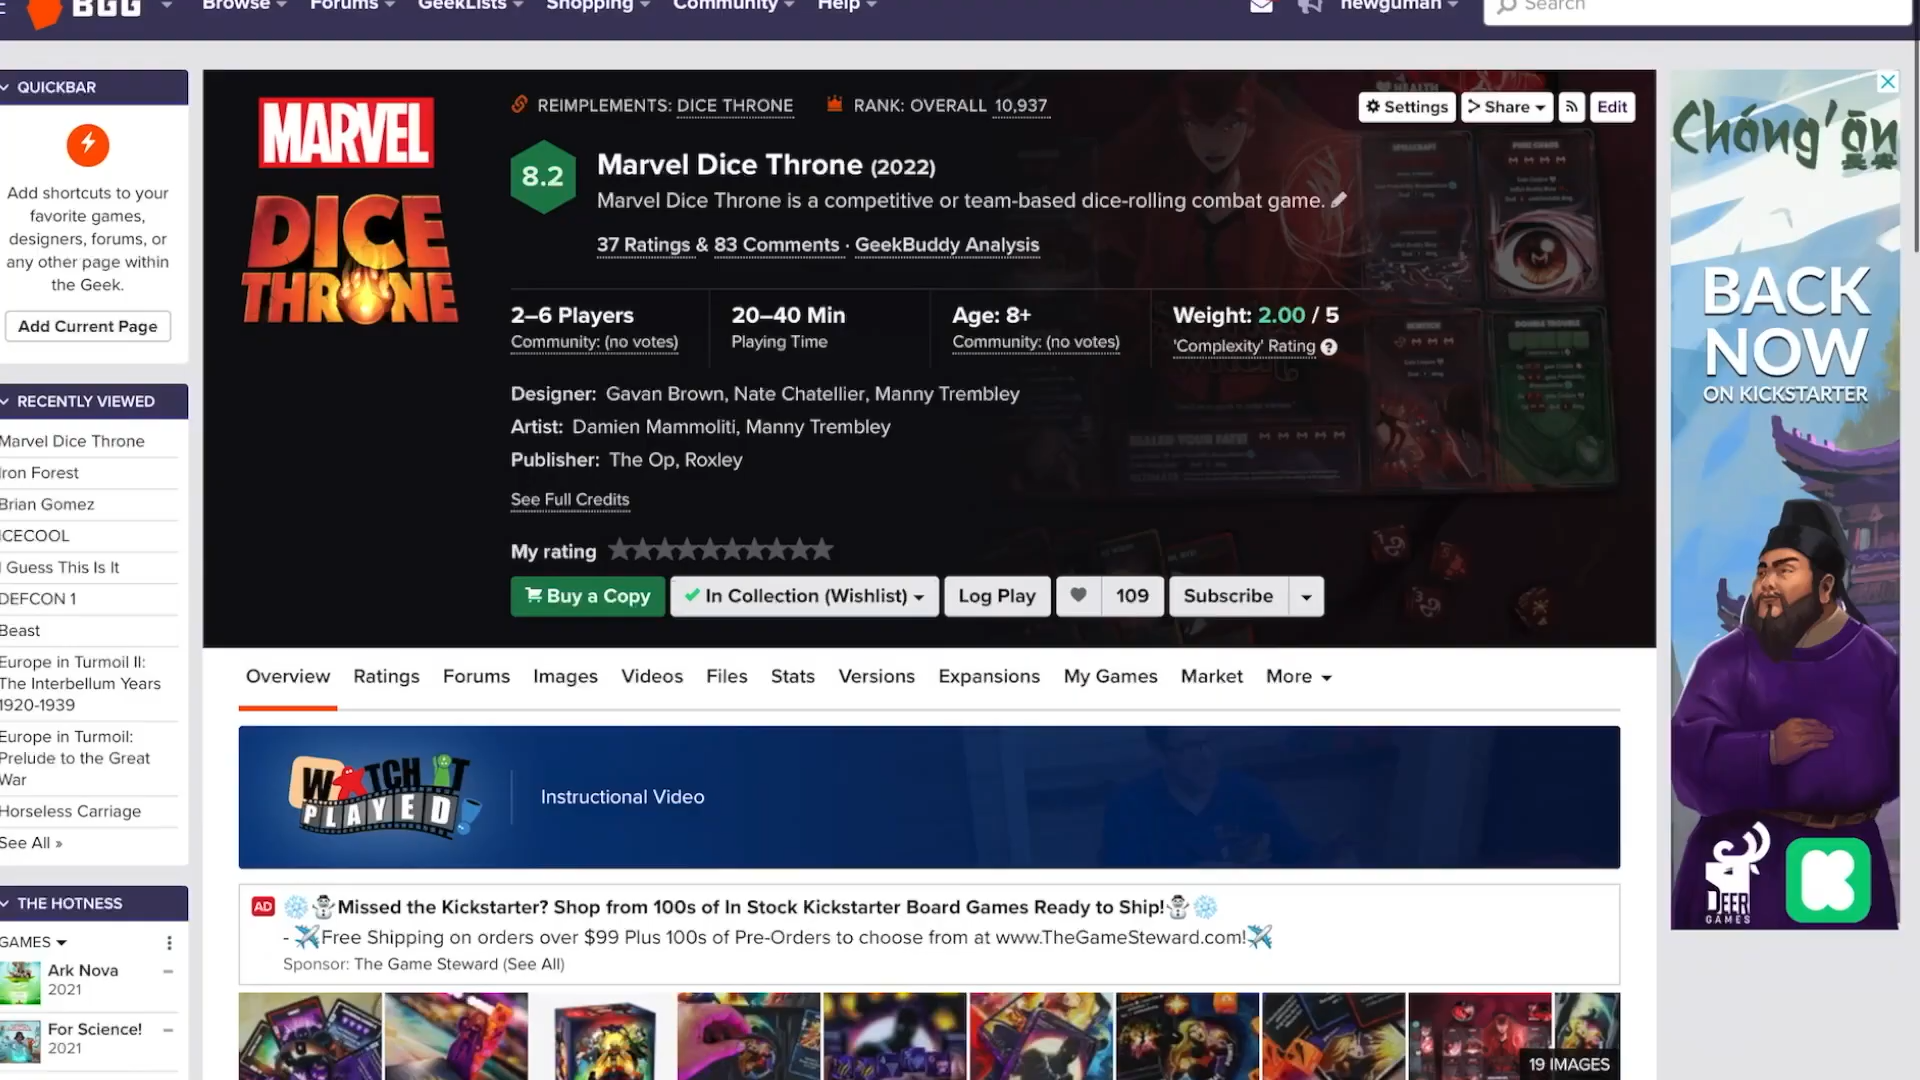 BGG
Browse
Forums
GeekLists
Shopping
Community
Help
newguman
Search
QUICKBAR
Add shortcuts to your
favorite games,
designers, forums, or
any other page within
the Geek.
Add Current Page
RECENTLY VIEWED
Marvel Dice Throne
Iron Forest
Brian Gomez
ICECOOL
I Guess This Is It
DEFCON 1
Beast
Europe in Turmoil II:
The Interbellum Years
1920-1939
Europe in Turmoil:
Prelude to the Great
War
Horseless Carriage
See All »
THE HOTNESS
GAMES
Ark Nova
2021
For Science!
2021
MARVEL
DICE
THRONE
REIMPLEMENTS: DICE THRONE
RANK: OVERALL 10,937
Settings
Share
Edit
8.2
Marvel Dice Throne (2022)
Marvel Dice Throne is a competitive or team-based dice-rolling combat game.
37 Ratings & 83 Comments · GeekBuddy Analysis
2–6 Players
Community: (no votes)
20–40 Min
Playing Time
Age: 8+
Community: (no votes)
Weight: 2.00 / 5
'Complexity' Rating ?
Designer: Gavan Brown, Nate Chatellier, Manny Trembley
Artist: Damien Mammoliti, Manny Trembley
Publisher: The Op, Roxley
See Full Credits
My rating
Buy a Copy
In Collection (Wishlist)
Log Play
109
Subscribe
Overview
Ratings
Forums
Images
Videos
Files
Stats
Versions
Expansions
My Games
Market
More
WATCH IT
PLAYED
Instructional Video
AD
Missed the Kickstarter? Shop from 100s of In Stock Kickstarter Board Games Ready to Ship!
- Free Shipping on orders over $99 Plus 100s of Pre-Orders to choose from at www.TheGameSteward.com!
Sponsor: The Game Steward (See All)
19 IMAGES
Cháng'ān
長安
BACK
NOW
ON KICKSTARTER
DEER
GAMES
K